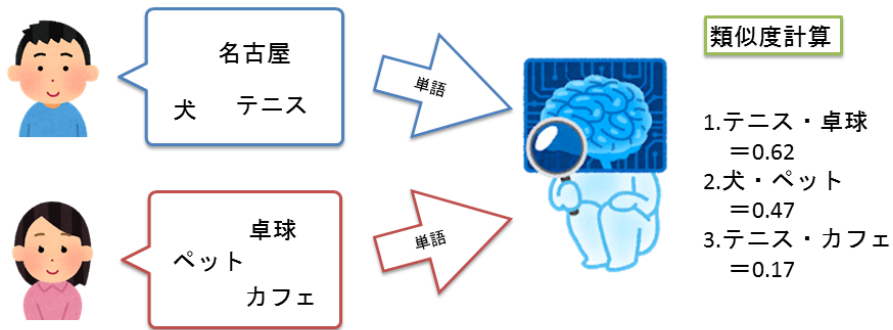 名古屋
犬 テニス
単語
卓球
ペット
カフェ
単語
類似度計算
1.テニス・卓球
＝0.62
2.犬・ペット
＝0.47
3.テニス・カフェ
＝0.17